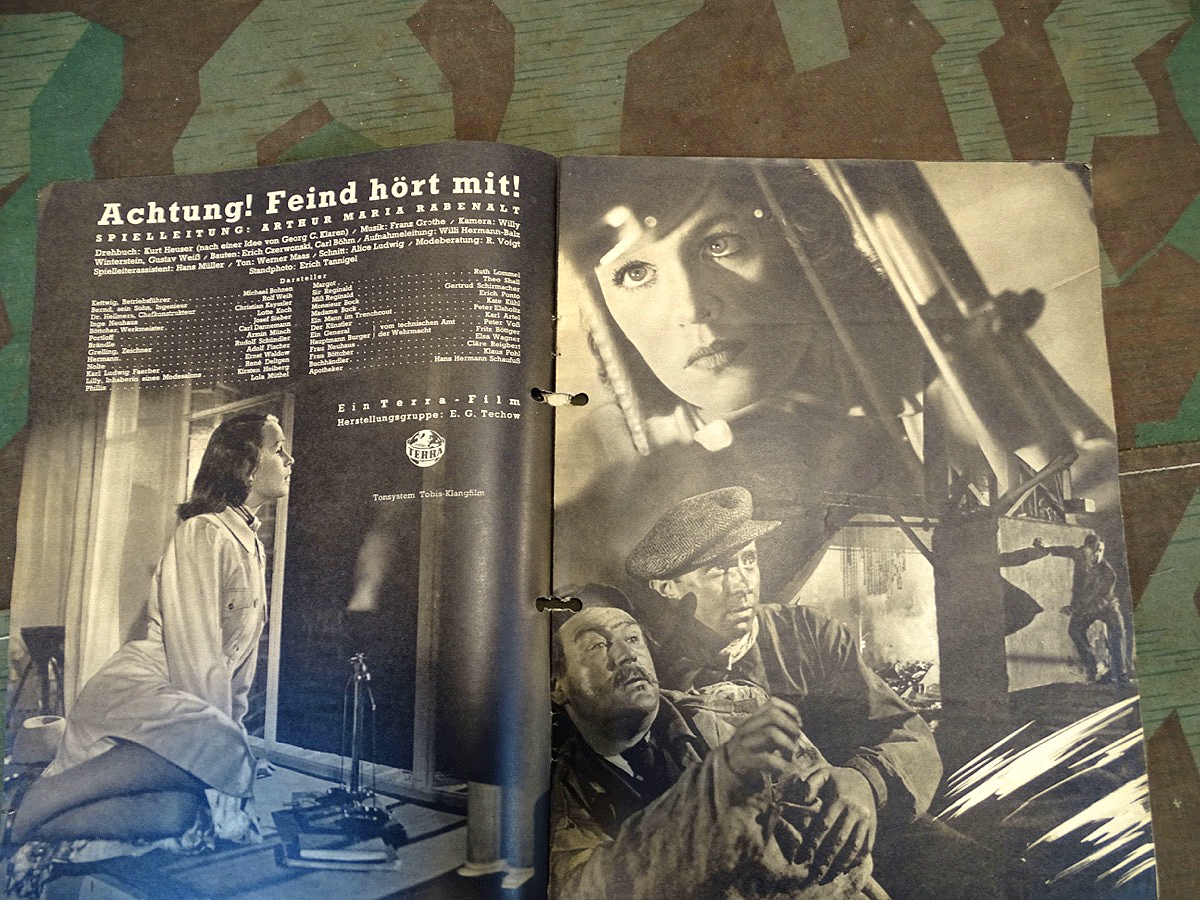 Achtung! Feind hört mit!
SPIELLEITUNG: ARTHUR MARIA RABENALT
Drehbuch: Kurt Heuser (nach einer Idee von Georg C. Klaren) / Musik: Franz Grothe / Kamera: Willy
Winterstein, Gustav Weiß / Bauten: Erich Czerwonski, Carl Böhm / Aufnahmeleitung: Willi Hermann-Balz
Spielleiterassistent: Hans Müller / Ton: Werner Maas / Schnitt: Alice Ludwig / Modeberatung: R. Voigt
Standphoto: Erich Tannigel
Darsteller
Kettwig, Betriebsführer Michael Bohnen
Bernd, sein Sohn, Ingenieur Rolf Weih
Dr. Hellmers, Chefkonstrukteur Christian Kayssler
Inge Neuhaus Lotte Koch
Böttcher, Werkmeister Josef Sieber
Portloff Carl Dannemann
Brändle Armin Münch
Grelling, Zeichner Rudolf Schündler
Hermann Adolf Fischer
Nolte Ernst Waldow
Karl Ludwig Faerber René Deltgen
Lilly, Inhaberin eines Modesalons Kirsten Heiberg
Phillis Lola Müthel
Margot Ruth Lommel
Sir Reginald Theo Shall
Miß Reginald Gertrud Schirmacher
Monsieur Bock Erich Ponto
Madame Bock Kate Kühl
Ein Mann im Trenchcout Peter Elsholtz
Der Künstler Karl Artel
Ein General } vom technischen Amt Peter Voß
Hauptmann Burger } der Wehrmacht Fritz Böttger
Frau Neuhaus Elsa Wagner
Frau Böttcher Cläre Reigbert
Buchhändler Klaus Pohl
Apotheker Hans Hermann Schaufuß
Ein Terra-Film
Herstellungsgruppe: E. G. Techow
TERRA
Tonsystem Tobis-Klangfilm